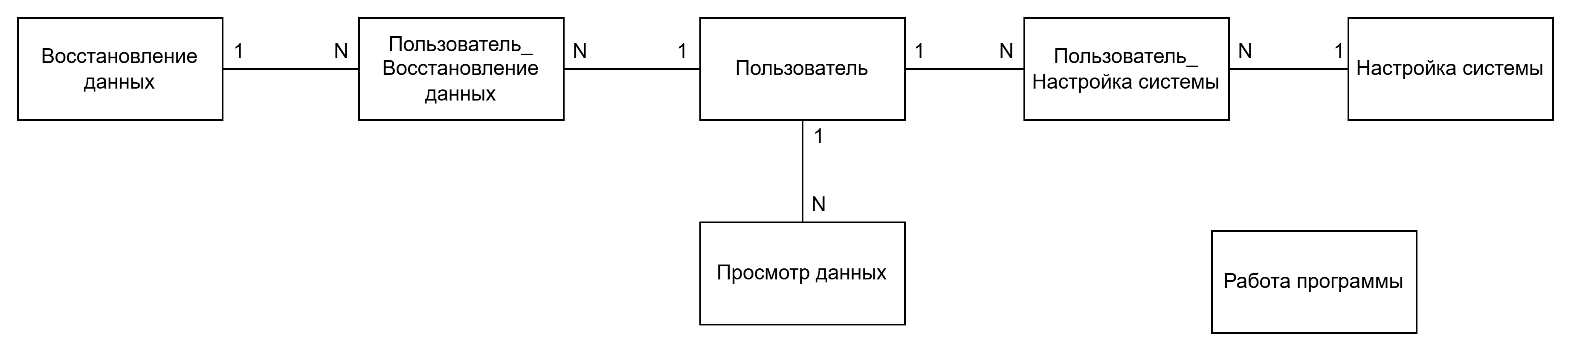 Восстановление
данных
1
N
Пользователь_
Восстановление
данных
N
1
Пользователь
1
N
Пользователь_
Настройка системы
N
1
Настройка системы
1
N
Просмотр данных
Работа программы